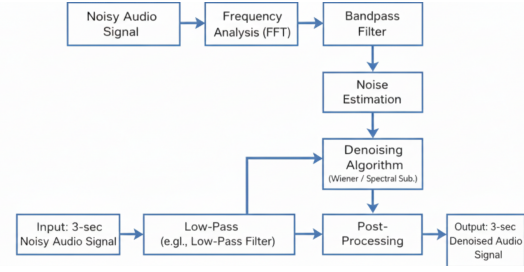 Noisy Audio
Signal
Frequency
Analysis (FFT)
Bandpass
Filter
Noise
Estimation
Denoising
Algorithm
(Wiener / Spectral Sub.)
Input: 3-sec
Noisy Audio Signal
Low-Pass
(e.gl., Low-Pass Filter)
Post-
Processing
Output: 3-sec
Denoised Audio
Signal